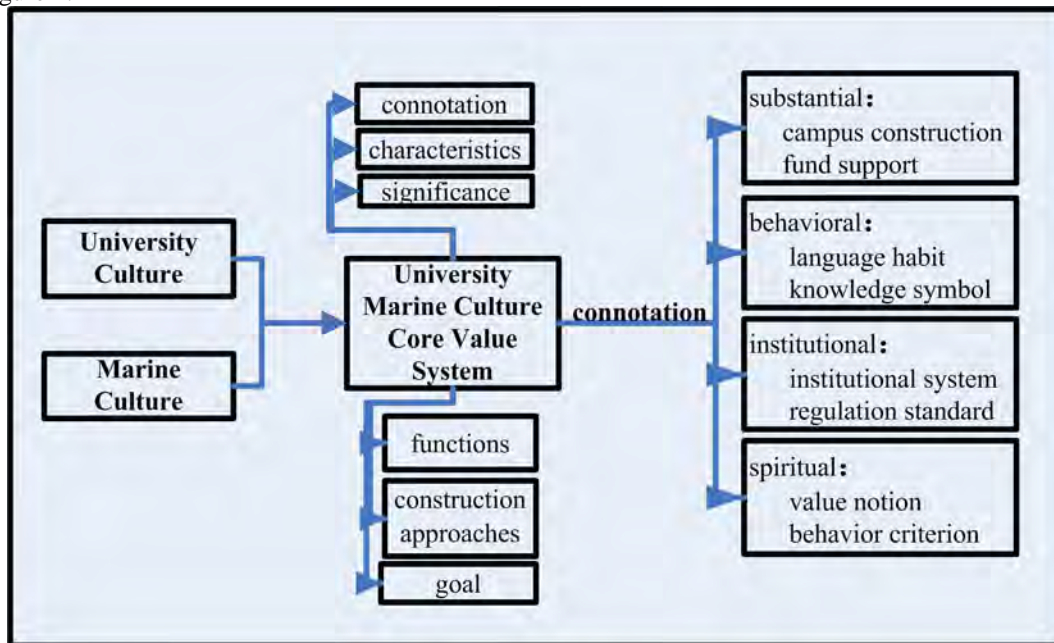 connotation
characteristics
significance
University
Culture
Marine
Culture
University
Marine Culture
Core Value
System
connotation
functions
construction
approaches
goal
substantial：
campus construction
fund support
behavioral：
language habit
knowledge symbol
institutional：
institutional system
regulation standard
spiritual：
value notion
behavior criterion